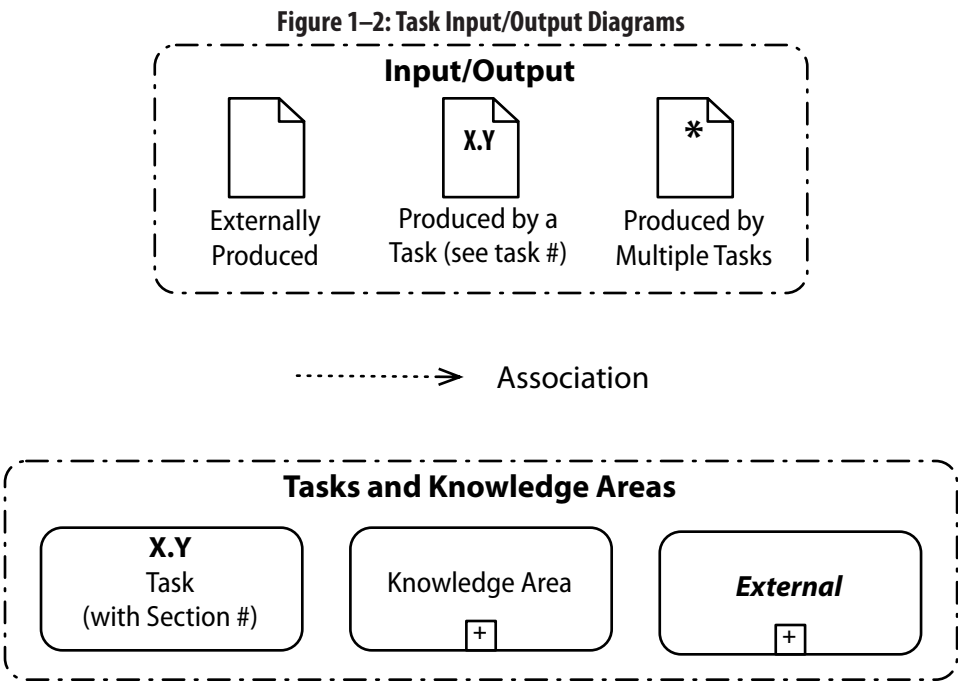 Figure 1–2: Task Input/Output Diagrams
Input/Output
X.Y
*
Externally
Produced
Produced by a
Task (see task #)
Produced by
Multiple Tasks
Association
Tasks and Knowledge Areas
X.Y
Task
(with Section #)
Knowledge Area
+
External
+